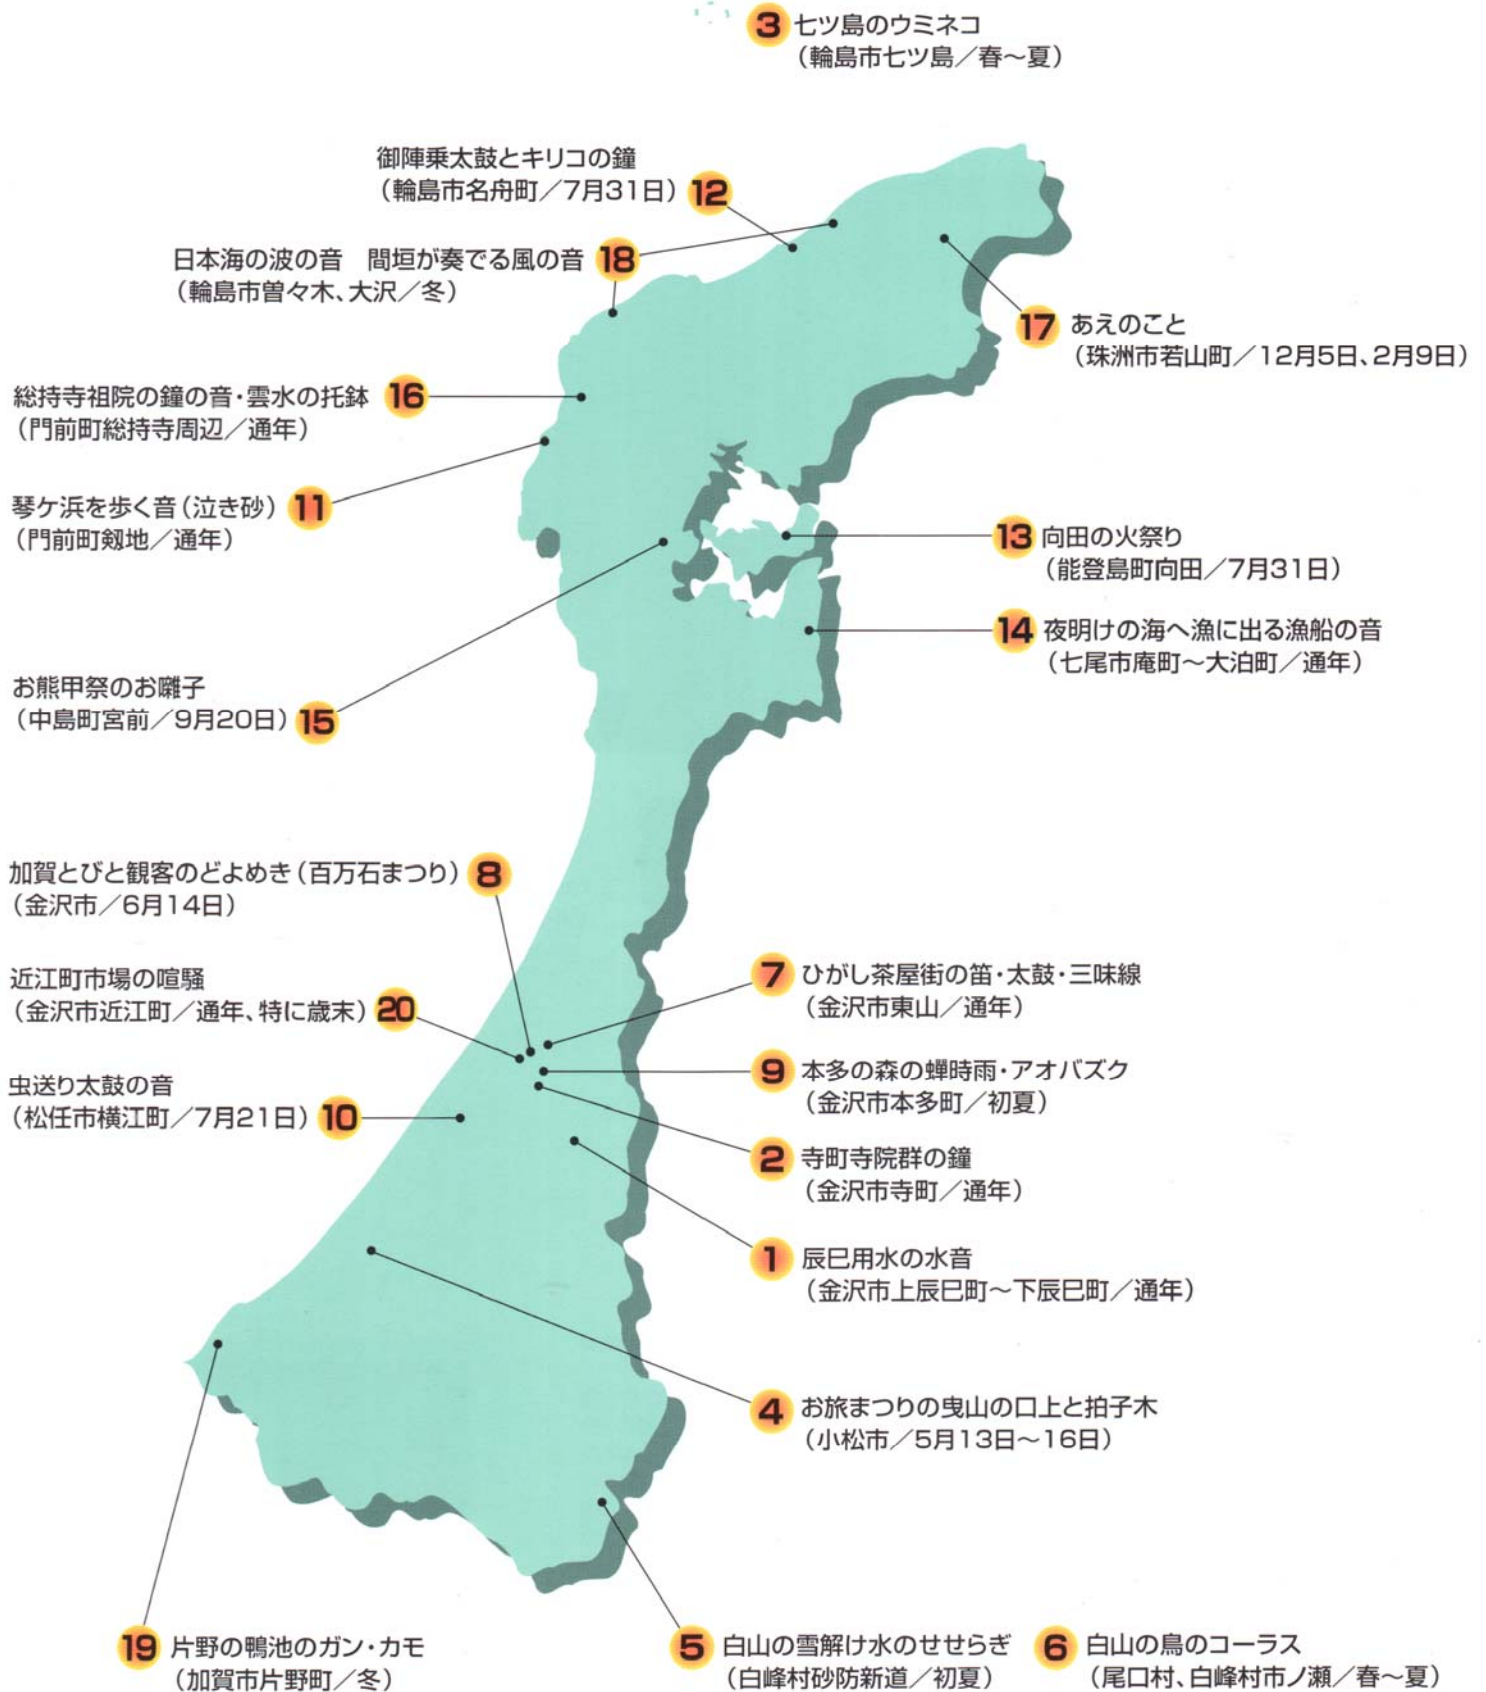 3 七ツ島のウミネコ
（輪島市七ツ島／春〜夏）
御陣乗太鼓とキリコの鐘
（輪島市名舟町／7月31日） 12
日本海の波の音　間垣が奏でる風の音 18
（輪島市曽々木、大沢／冬）
17 あえのこと
（珠洲市若山町／12月5日、2月9日）
総持寺祖院の鐘の音・雲水の托鉢 16
（門前町総持寺周辺／通年）
琴ケ浜を歩く音（泣き砂） 11
（門前町剱地／通年）
13 向田の火祭り
（能登島町向田／7月31日）
14 夜明けの海へ漁に出る漁船の音
（七尾市庵町〜大泊町／通年）
お熊甲祭のお囃子
（中島町宮前／9月20日） 15
加賀とびと観客のどよめき（百万石まつり） 8
（金沢市／6月14日）
近江町市場の喧騒
（金沢市近江町／通年、特に歳末） 20
7 ひがし茶屋街の笛・太鼓・三味線
（金沢市東山／通年）
虫送り太鼓の音
（松任市横江町／7月21日） 10
9 本多の森の蟬時雨・アオバズク
（金沢市本多町／初夏）
2 寺町寺院群の鐘
（金沢市寺町／通年）
1 辰巳用水の水音
（金沢市上辰巳町〜下辰巳町／通年）
4 お旅まつりの曳山の口上と拍子木
（小松市／5月13日〜16日）
19 片野の鴨池のガン・カモ
（加賀市片野町／冬）
5 白山の雪解け水のせせらぎ
（白峰村砂防新道／初夏）
6 白山の鳥のコーラス
（尾口村、白峰村市ノ瀬／春〜夏）